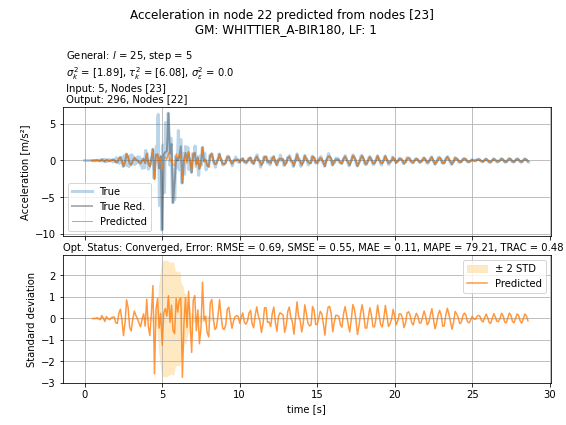 Acceleration in node 22 predicted from nodes [23]
GM: WHITTIER_A-BIR180, LF: 1
General: l = 25, step = 5
σ²ₖ = [1.89], τ²ₖ = [6.08], σ²ε = 0.0
Input: 5, Nodes [23]
Output: 296, Nodes [22]
Acceleration [m/s²]
5
0
−5
−10
True
True Red.
Predicted
Opt. Status: Converged, Error: RMSE = 0.69, SMSE = 0.55, MAE = 0.11, MAPE = 79.21, TRAC = 0.48
Standard deviation
2
1
0
−1
−2
−3
± 2 STD
Predicted
0 5 10 15 20 25 30
time [s]